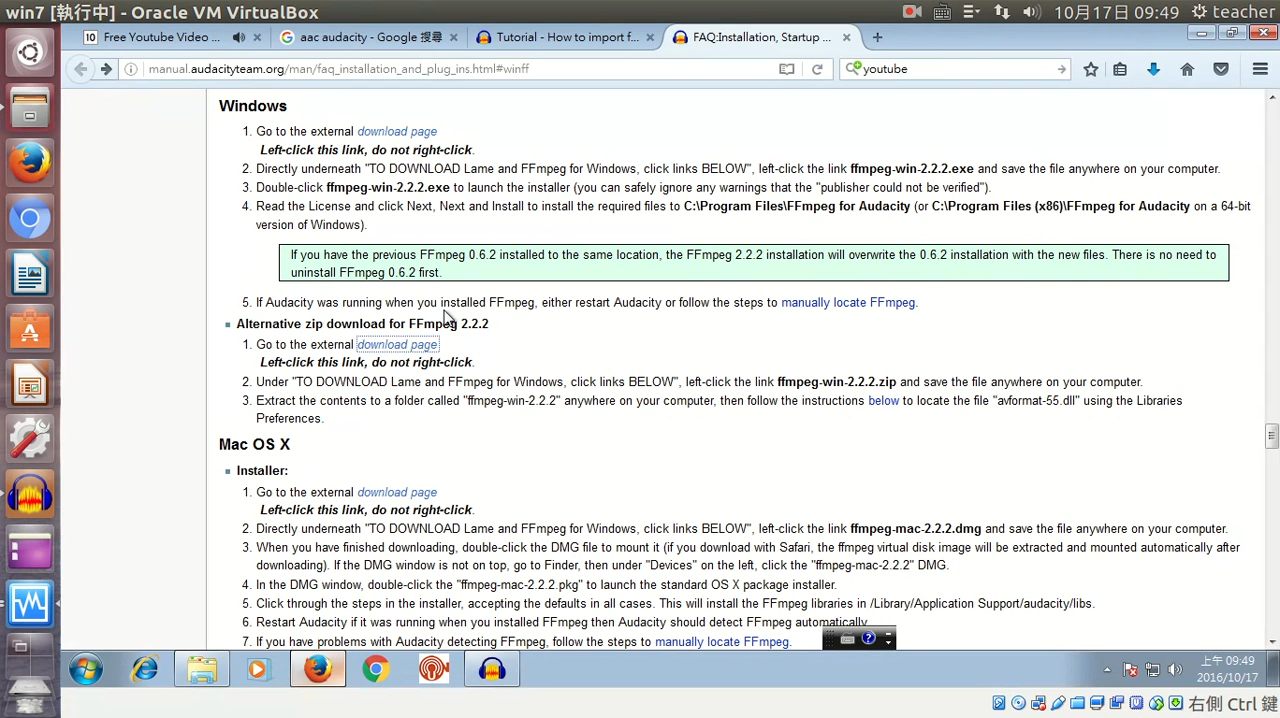 win7 [執行中] - Oracle VM VirtualBox
10月17日 09:49 teacher
10 Free Youtube Video ...
aac audacity - Google 搜尋
Tutorial - How to import f...
FAQ:Installation, Startup ...
manual.audacityteam.org/man/faq_installation_and_plug_ins.html#winff
youtube
Windows
1. Go to the external download page
Left-click this link, do not right-click.
2. Directly underneath "TO DOWNLOAD Lame and FFmpeg for Windows, click links BELOW", left-click the link ffmpeg-win-2.2.2.exe and save the file anywhere on your computer.
3. Double-click ffmpeg-win-2.2.2.exe to launch the installer (you can safely ignore any warnings that the "publisher could not be verified").
4. Read the License and click Next, Next and Install to install the required files to C:\Program Files\FFmpeg for Audacity (or C:\Program Files (x86)\FFmpeg for Audacity on a 64-bit
version of Windows).
If you have the previous FFmpeg 0.6.2 installed to the same location, the FFmpeg 2.2.2 installation will overwrite the 0.6.2 installation with the new files. There is no need to
uninstall FFmpeg 0.6.2 first.
5. If Audacity was running when you installed FFmpeg, either restart Audacity or follow the steps to manually locate FFmpeg.
Alternative zip download for FFmpeg 2.2.2
1. Go to the external download page
Left-click this link, do not right-click.
2. Under "TO DOWNLOAD Lame and FFmpeg for Windows, click links BELOW", left-click the link ffmpeg-win-2.2.2.zip and save the file anywhere on your computer.
3. Extract the contents to a folder called "ffmpeg-win-2.2.2" anywhere on your computer, then follow the instructions below to locate the file "avformat-55.dll" using the Libraries
Preferences.
Mac OS X
Installer:
1. Go to the external download page
Left-click this link, do not right-click.
2. Directly underneath "TO DOWNLOAD Lame and FFmpeg for Windows, click links BELOW", left-click the link ffmpeg-mac-2.2.2.dmg and save the file anywhere on your computer.
3. When you have finished downloading, double-click the DMG file to mount it (if you download with Safari, the ffmpeg virtual disk image will be extracted and mounted automatically after
downloading). If the DMG window is not on top, go to Finder, then under "Devices" on the left, click the "ffmpeg-mac-2.2.2" DMG.
4. In the DMG window, double-click the "ffmpeg-mac-2.2.2.pkg" to launch the standard OS X package installer.
5. Click through the steps in the installer, accepting the defaults in all cases. This will install the FFmpeg libraries in /Library/Application Support/audacity/libs.
6. Restart Audacity if it was running when you installed FFmpeg then Audacity should detect FFmpeg automatically.
7. If you have problems with Audacity detecting FFmpeg, follow the steps to manually locate FFmpeg.
上午 09:49
2016/10/17
右側 Ctrl 鍵